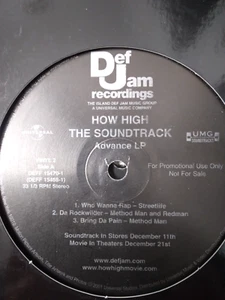 Def
Jam
recordings
THE ISLAND DEF JAM MUSIC GROUP
A UNIVERSAL MUSIC COMPANY
HOW HIGH
THE SOUNDTRACK
Advance LP
UMG
SOUNDTRACKS
For Promotional Use Only
Not For Sale
Side A
33 1/3 RPM Stereo
1. Who Wanna Rap - Streetlife
2. Da Rockwilder - Method Man and Redman
3. Bring Da Pain - Method Man
Soundtrack In Stores December 11th
Movie In Theaters December 21st
www.defjam.com
www.howhighmovie.com